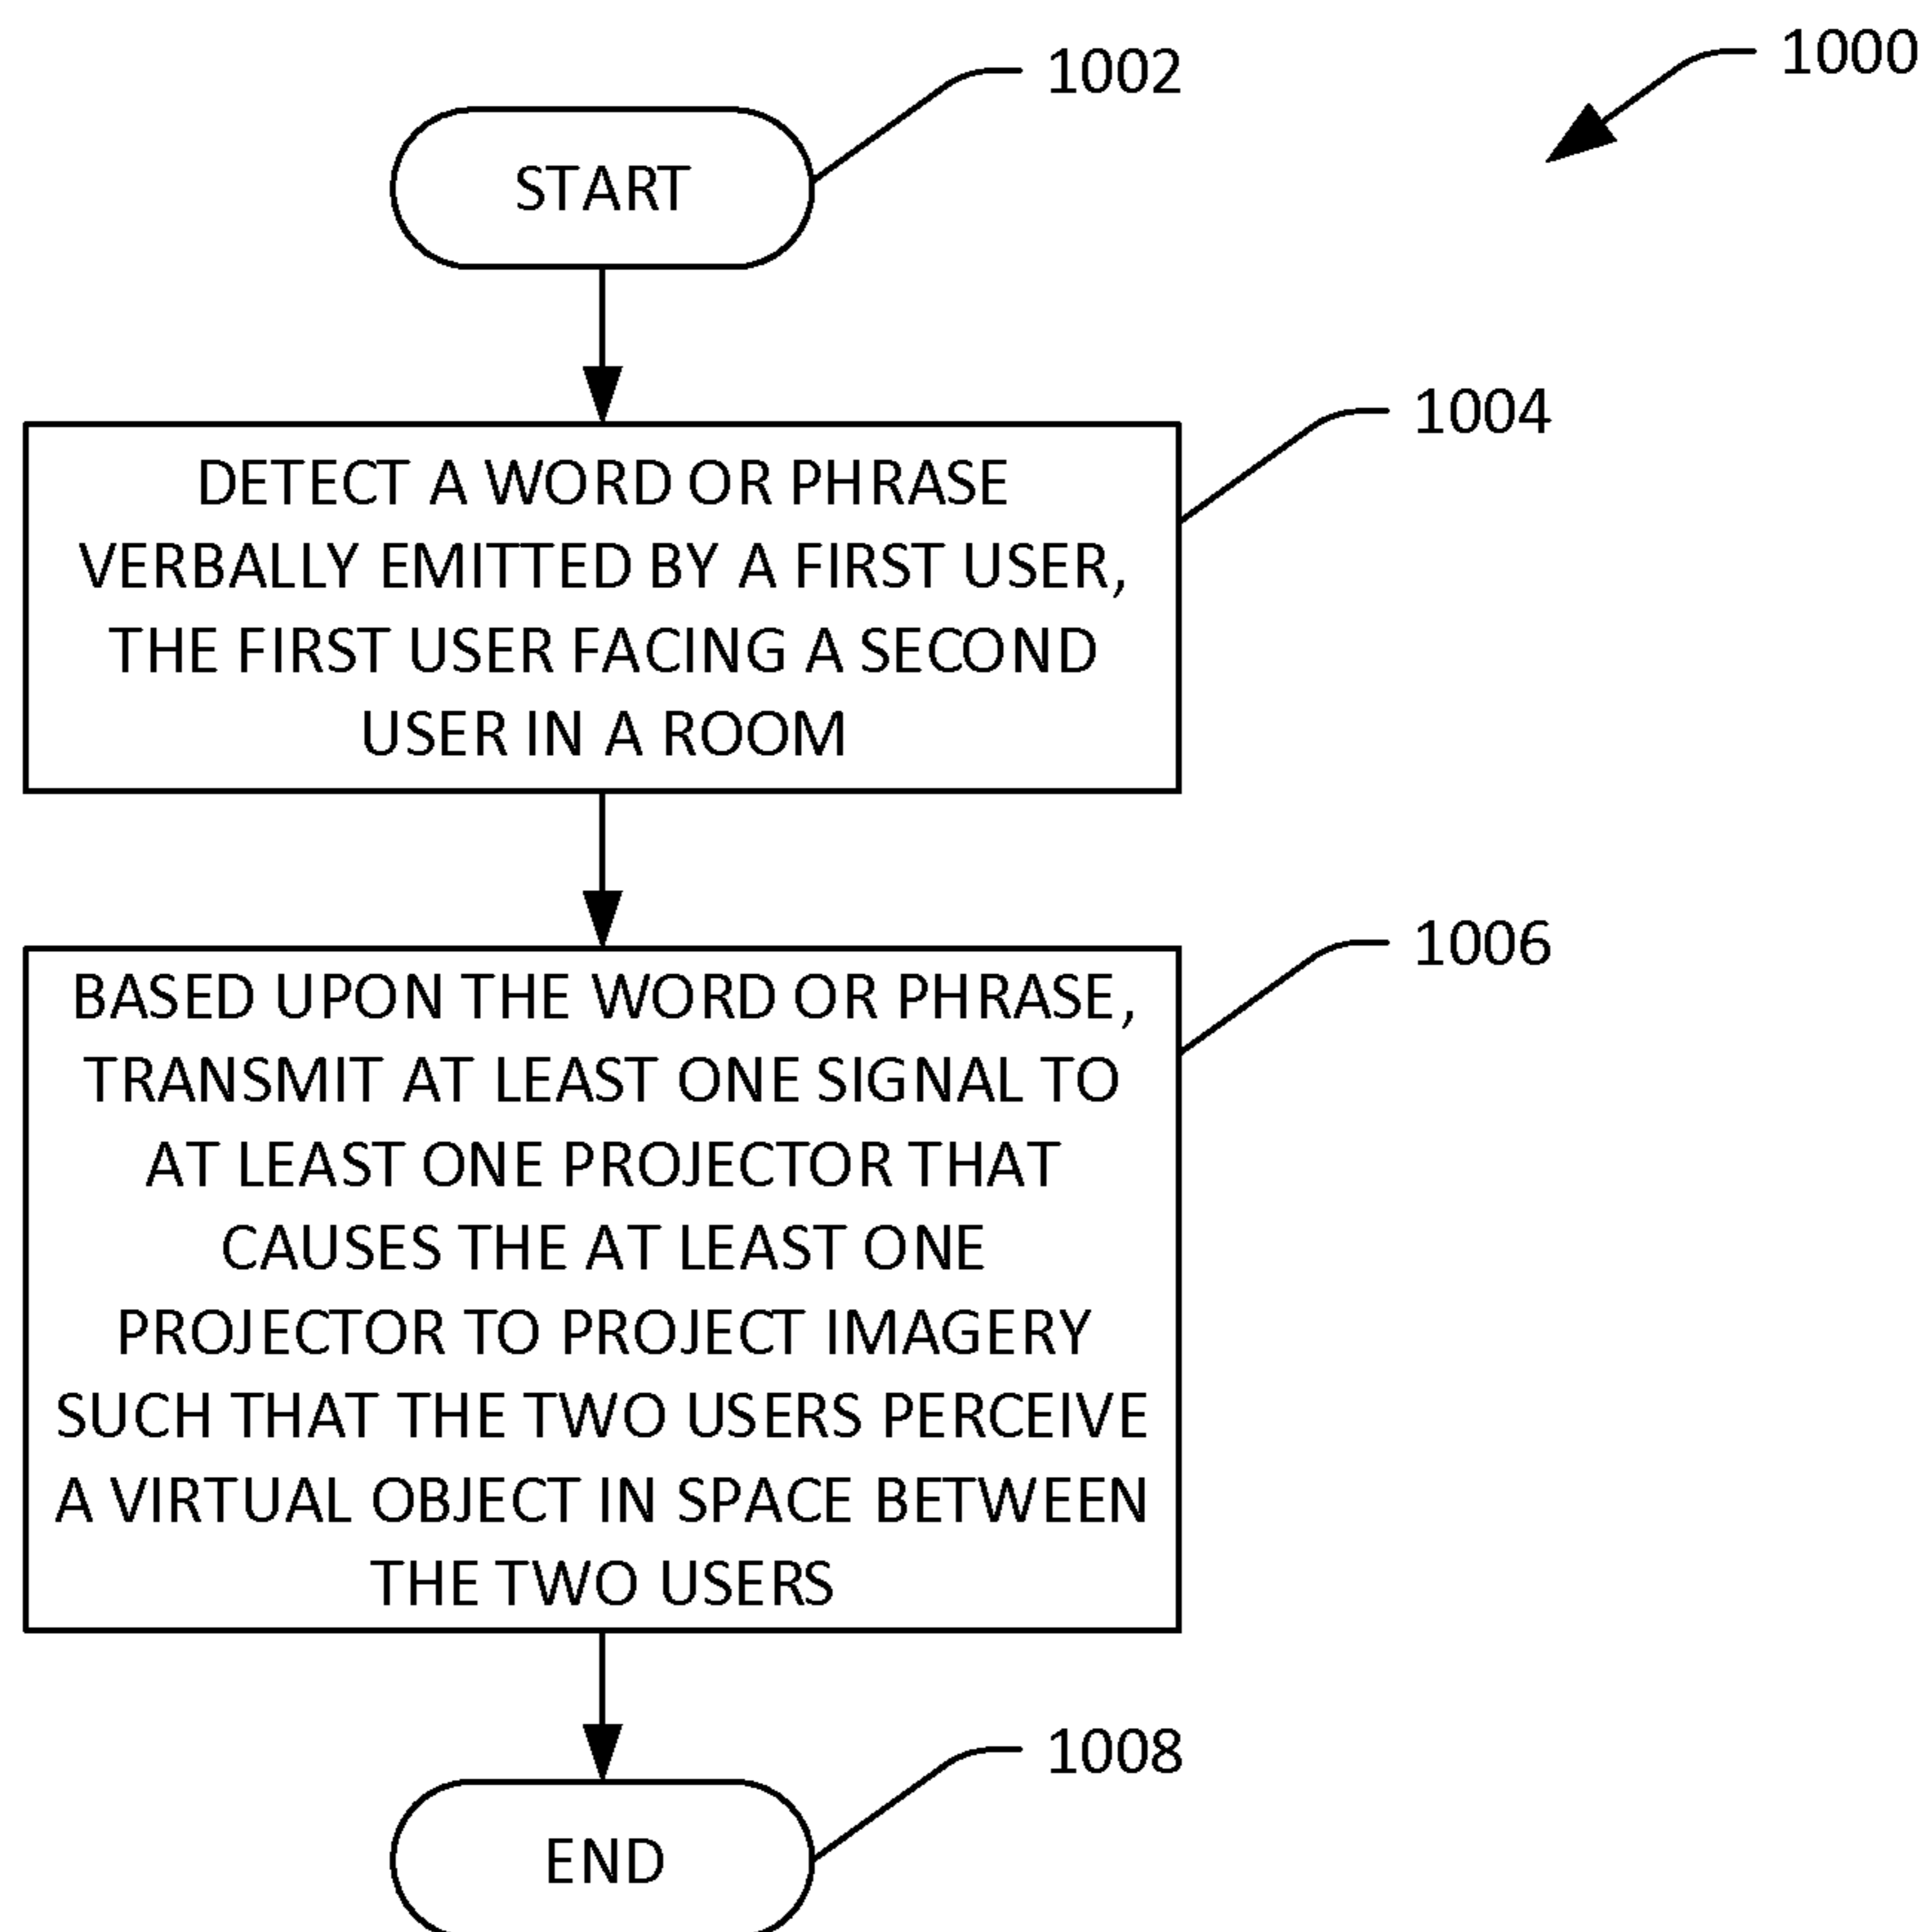 1000
1002
START
1004
DETECT A WORD OR PHRASE
VERBALLY EMITTED BY A FIRST USER,
THE FIRST USER FACING A SECOND
USER IN A ROOM
1006
BASED UPON THE WORD OR PHRASE,
TRANSMIT AT LEAST ONE SIGNAL TO
AT LEAST ONE PROJECTOR THAT
CAUSES THE AT LEAST ONE
PROJECTOR TO PROJECT IMAGERY
SUCH THAT THE TWO USERS PERCEIVE
A VIRTUAL OBJECT IN SPACE BETWEEN
THE TWO USERS
1008
END